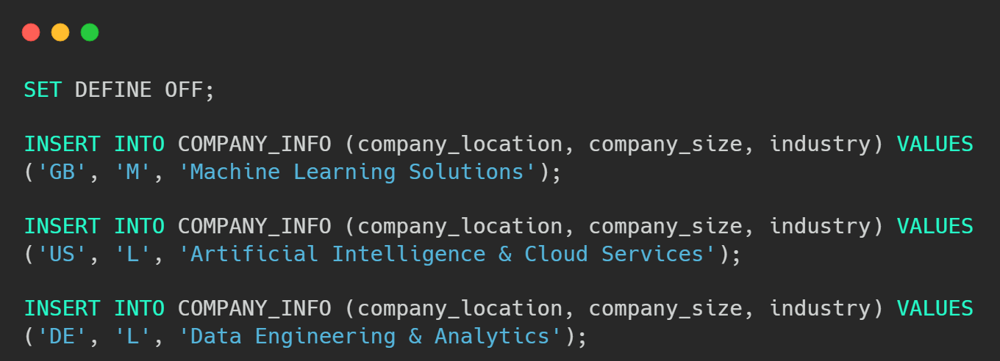 SET DEFINE OFF;
INSERT INTO COMPANY_INFO (company_location, company_size, industry) VALUES
('GB', 'M', 'Machine Learning Solutions');
INSERT INTO COMPANY_INFO (company_location, company_size, industry) VALUES
('US', 'L', 'Artificial Intelligence & Cloud Services');
INSERT INTO COMPANY_INFO (company_location, company_size, industry) VALUES
('DE', 'L', 'Data Engineering & Analytics');